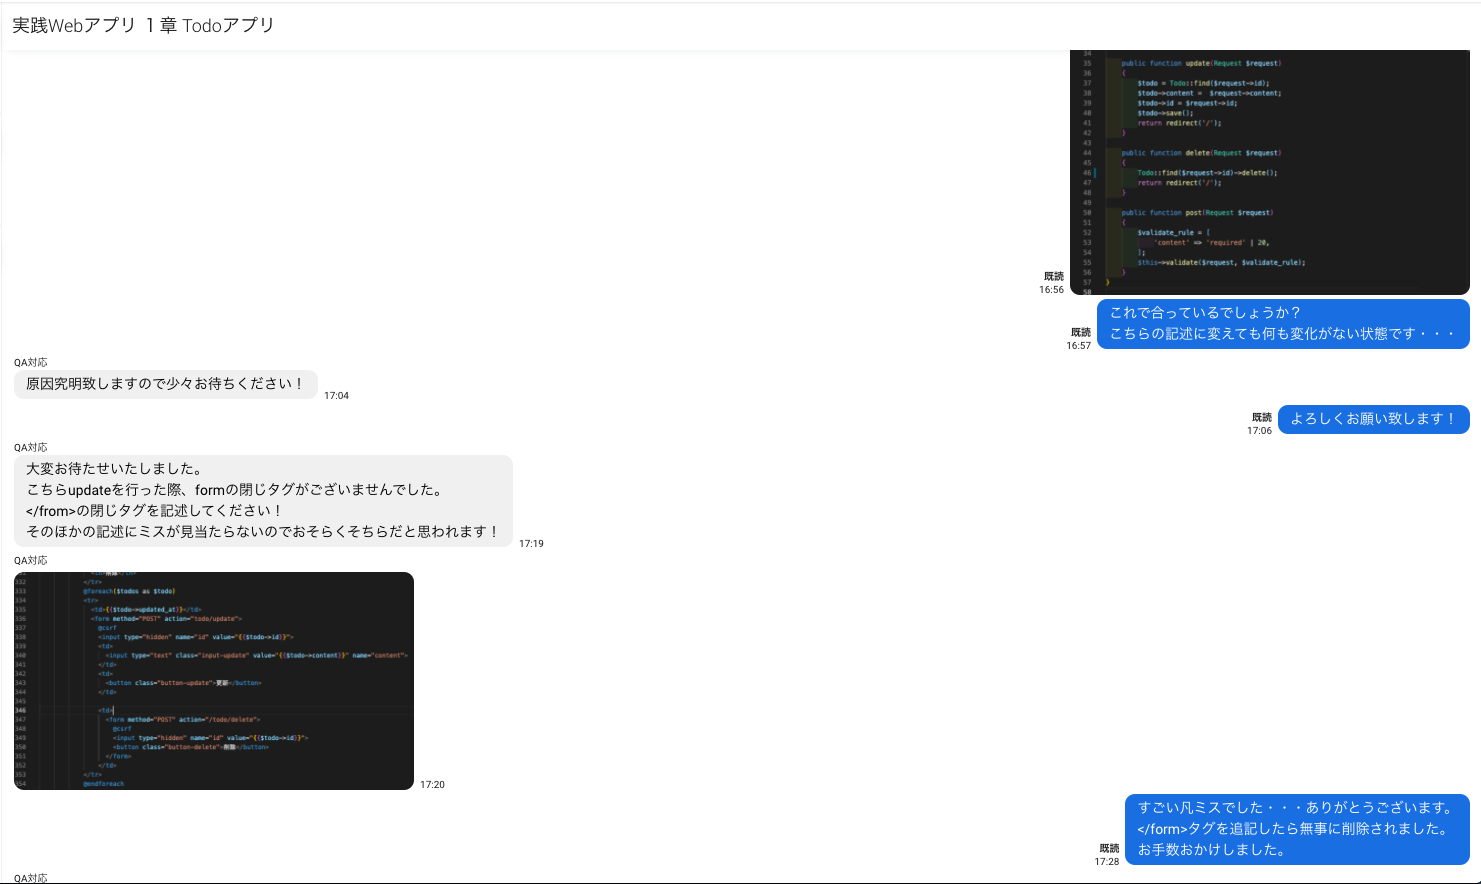 実践Webアプリ 1章 Todoアプリ
34
35 public function update(Request $request)
36 {
37 $todo = Todo::find($request->id);
38 $todo->content = $request->content;
39 $todo->id = $request->id;
40 $todo->save();
41 return redirect('/');
42 }
43
44 public function delete(Request $request)
45 {
46 Todo::find($request->id)->delete();
47 return redirect('/');
48 }
49
50 public function post(Request $request)
51 {
52 $validate_rule = [
53 'content' => 'required' | 20,
54 ];
55 $this->validate($request, $validate_rule);
56 }
57 }
58
既読
16:56
これで合っているでしょうか？
こちらの記述に変えても何も変化がない状態です・・・
既読
16:57
QA対応
原因究明致しますので少々お待ちください！
17:04
よろしくお願い致します！
既読
17:06
QA対応
大変お待たせいたしました。
こちらupdateを行った際、formの閉じタグがございませんでした。
</from>の閉じタグを記述してください！
そのほかの記述にミスが見当たらないのでおそらくそちらだと思われます！
17:19
QA対応
332 </tr>
333 @foreach($todos as $todo)
334 <tr>
335 <td>{{$todo->updated_at}}</td>
336 <form method="POST" action="todo/update">
337 @csrf
338 <input type="hidden" name="id" value="{{$todo->id}}">
339 <td>
340 <input type="text" class="input-update" value="{{$todo->content}}" name="content">
341 </td>
342 <td>
343 <button class="button-update">更新</button>
344 </td>
345
346 <td>
347 <form method="POST" action="/todo/delete">
348 @csrf
349 <input type="hidden" name="id" value="{{$todo->id}}">
350 <button class="button-delete">削除</button>
351 </form>
352 </td>
353 </tr>
354 @endforeach
17:20
すごい凡ミスでした・・・ありがとうございます。
</form>タグを追記したら無事に削除されました。
お手数おかけしました。
既読
17:28
QA対応